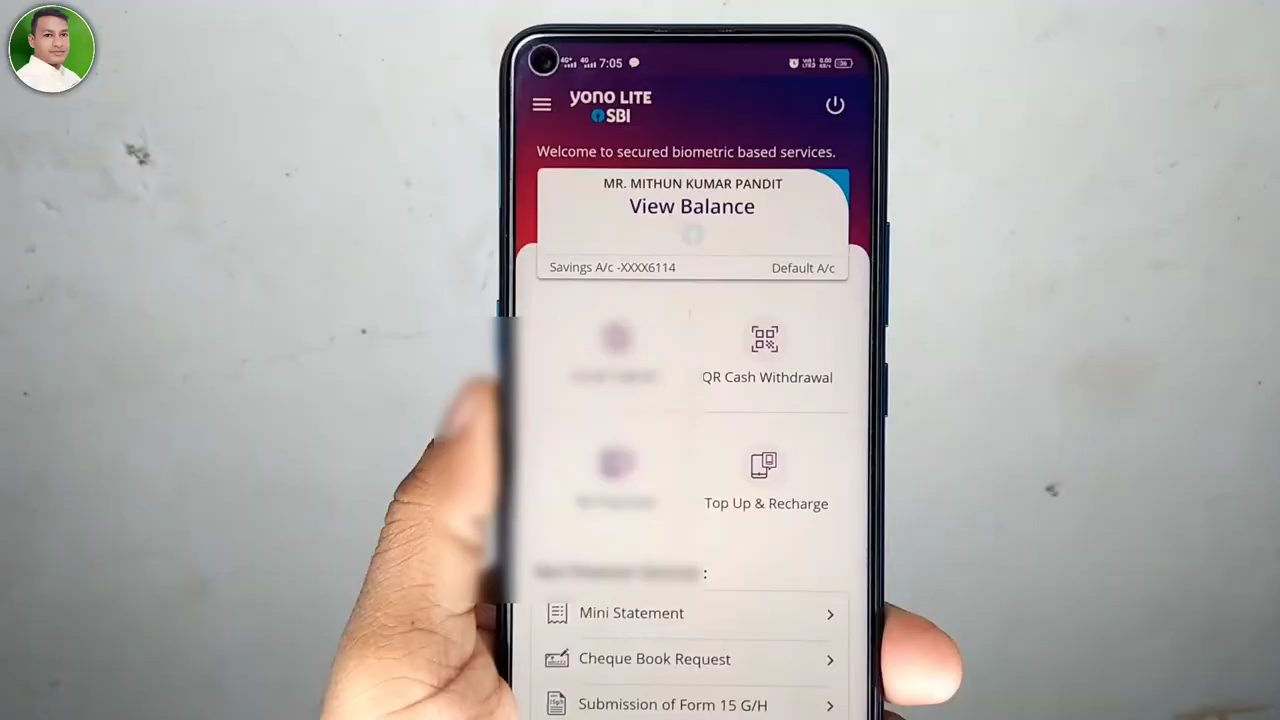 7:05
yono LITE
SBI
Welcome to secured biometric based services.
MR. MITHUN KUMAR PANDIT
View Balance
Savings A/c -XXXX6114 Default A/c
QR Cash Withdrawal
Top Up & Recharge
:
Mini Statement
Cheque Book Request
Submission of Form 15 G/H